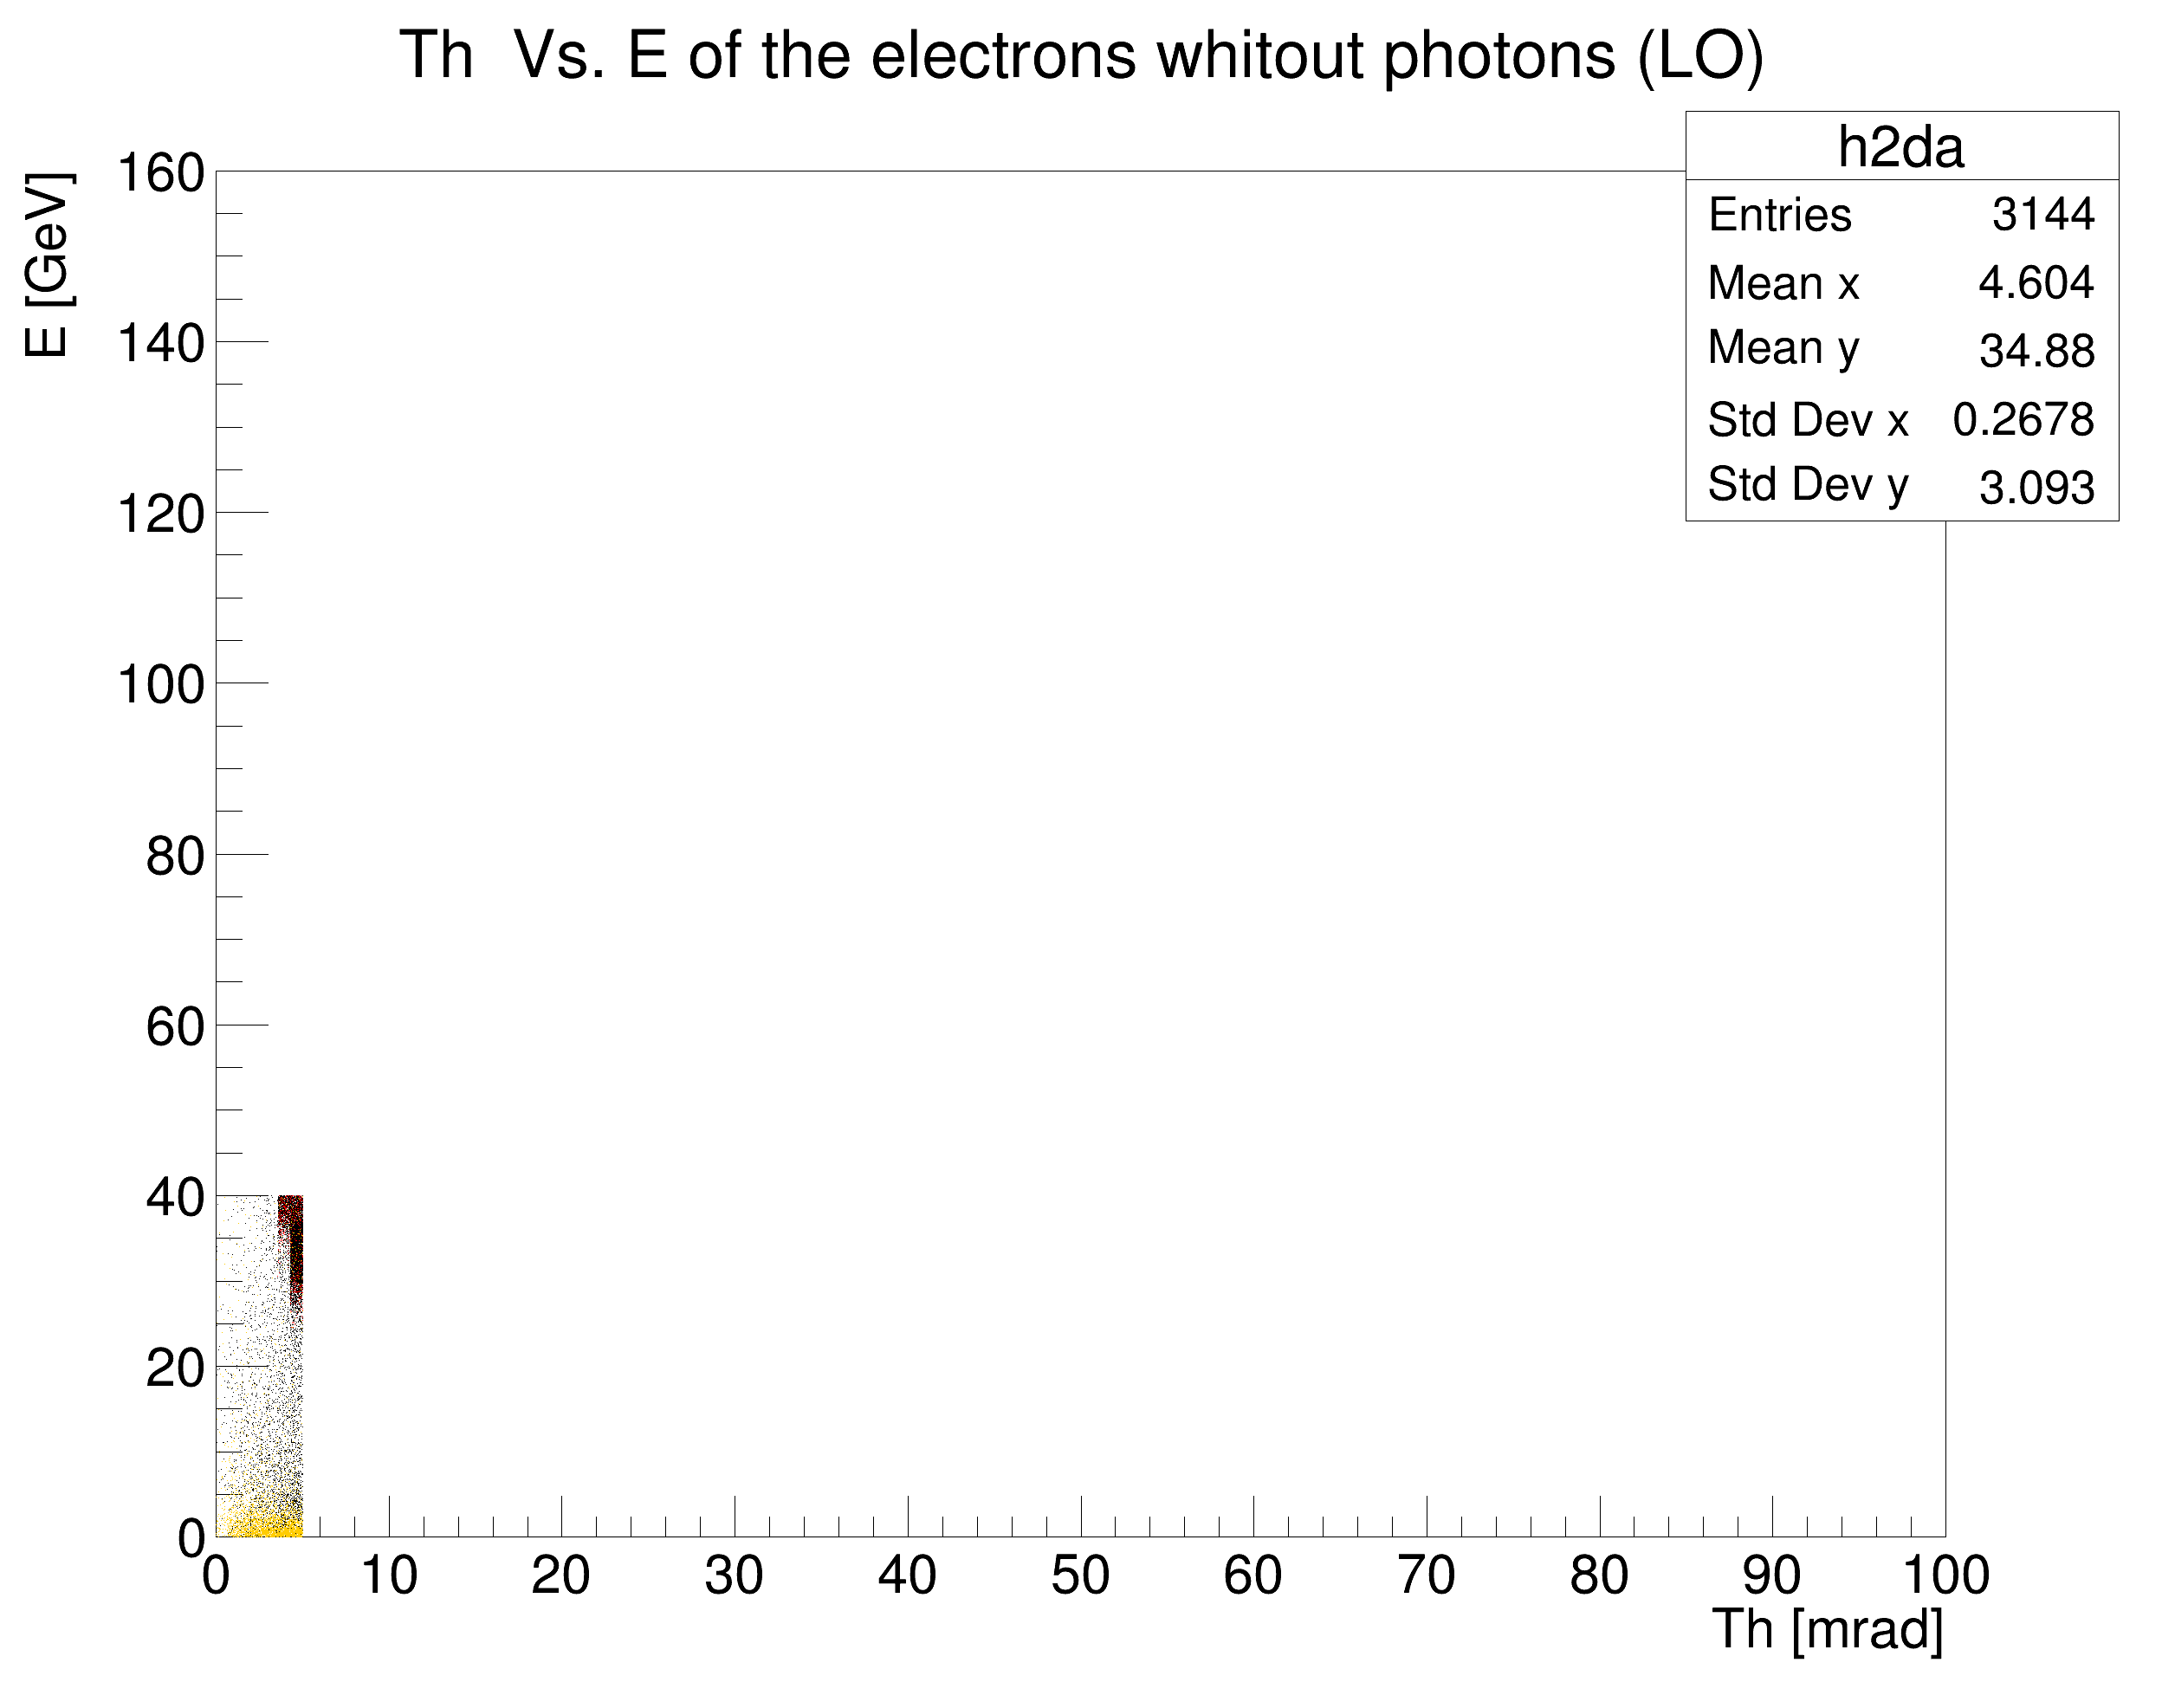 Th Vs. E of the electrons whitout photons (LO)
h2da
Entries 3144
Mean x 4.604
Mean y 34.88
Std Dev x 0.2678
Std Dev y 3.093
E [GeV]
160
140
120
100
80
60
40
20
0
0 10 20 30 40 50 60 70 80 90 100
Th [mrad]